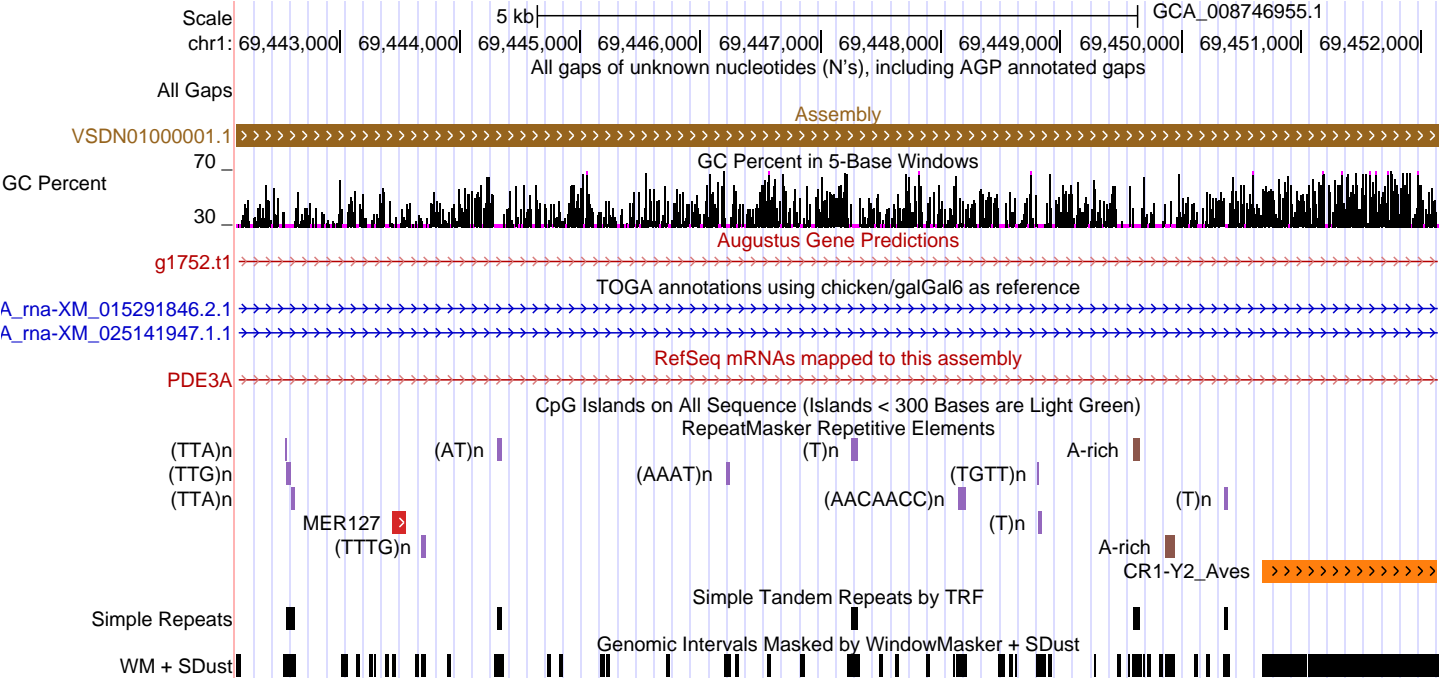 Scale 5 kb GCA_008746955.1
chr1: 69,443,000 69,444,000 69,445,000 69,446,000 69,447,000 69,448,000 69,449,000 69,450,000 69,451,000 69,452,000
All gaps of unknown nucleotides (N's), including AGP annotated gaps
All Gaps
Assembly
VSDN01000001.1
70 GC Percent in 5-Base Windows
GC Percent
30
Augustus Gene Predictions
g1752.t1
TOGA annotations using chicken/galGal6 as reference
A_rna-XM_015291846.2.1
A_rna-XM_025141947.1.1
RefSeq mRNAs mapped to this assembly
PDE3A
CpG Islands on All Sequence (Islands < 300 Bases are Light Green)
RepeatMasker Repetitive Elements
(TTA)n (AT)n (T)n A-rich
(TTG)n (AAAT)n (TGTT)n
(TTA)n (AACAACC)n (T)n
MER127 (T)n
(TTTG)n A-rich
CR1-Y2_Aves
Simple Tandem Repeats by TRF
Simple Repeats
Genomic Intervals Masked by WindowMasker + SDust
WM + SDust